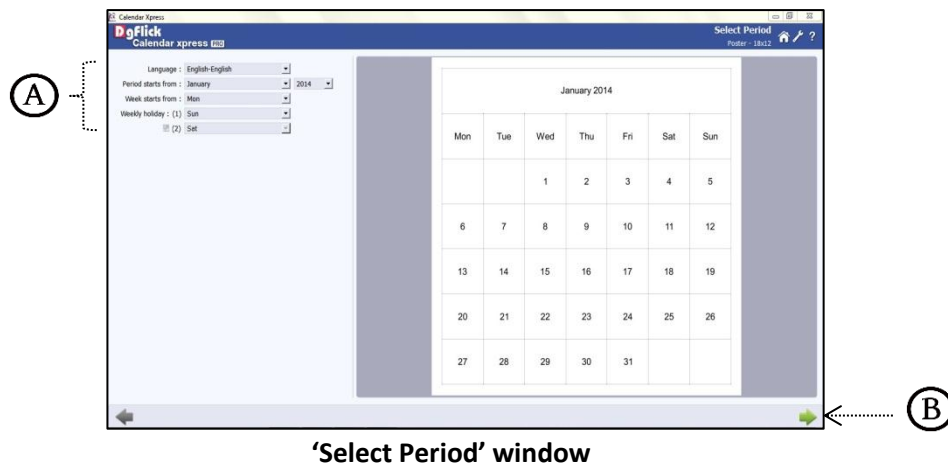 Calendar Xpress
DgFlick
Calendar xpress PRO
Select Period
Poster - 18x12
?
A
Language : English-English
Period starts from : January 2014
Week starts from : Mon
Weekly holiday : (1) Sun
(2) Sat
January 2014
Mon Tue Wed Thu Fri Sat Sun
1 2 3 4 5
6 7 8 9 10 11 12
13 14 15 16 17 18 19
20 21 22 23 24 25 26
27 28 29 30 31
B
‘Select Period’ window